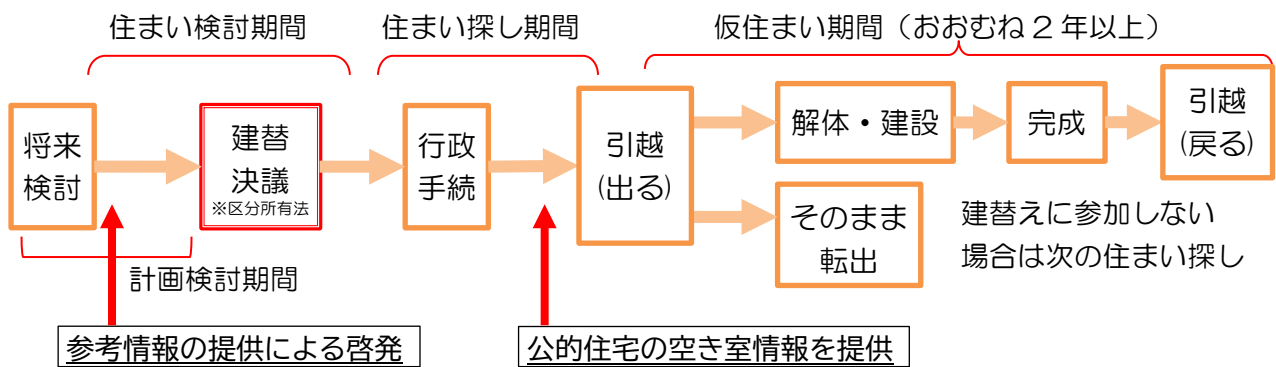 住まい検討期間
住まい探し期間
仮住まい期間（おおむね２年以上）
将来
検討
建替
決議
※区分所有法
行政
手続
引越
(出る)
解体・建設
完成
引越
(戻る)
そのまま
転出
建替えに参加しない
場合は次の住まい探し
計画検討期間
参考情報の提供による啓発
公的住宅の空き室情報を提供